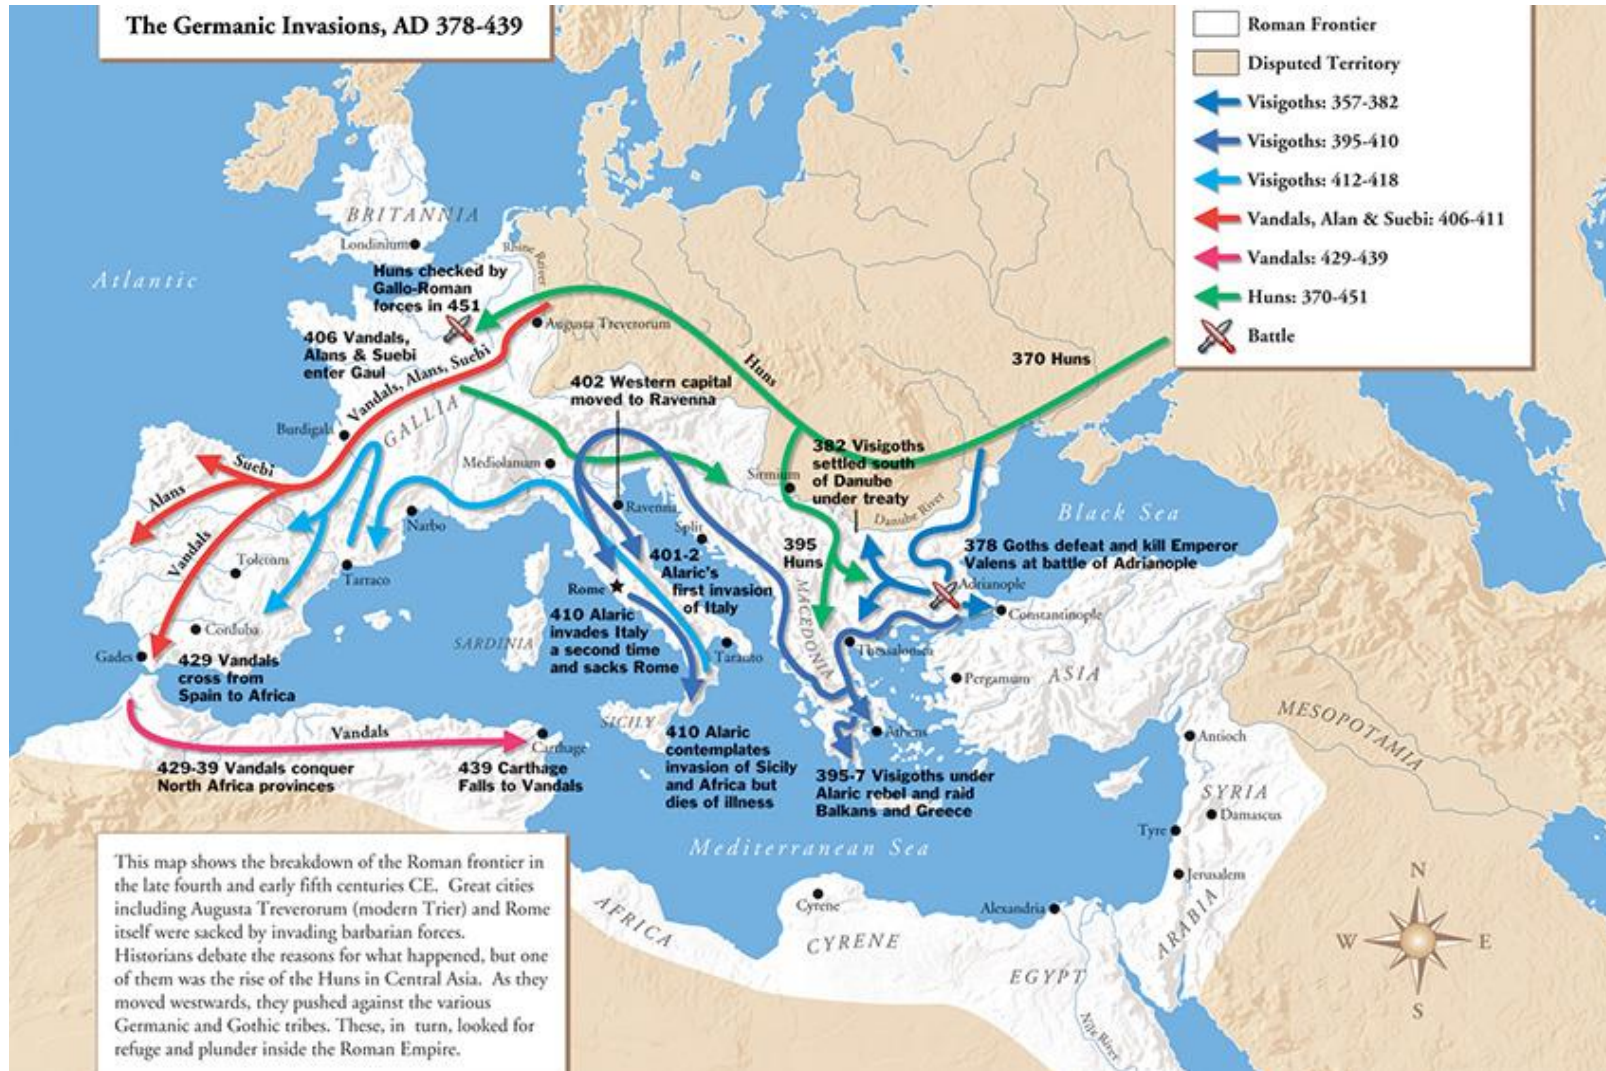 The Germanic Invasions, AD 378-439
Roman Frontier
Disputed Territory
Visigoths: 357-382
Visigoths: 395-410
Visigoths: 412-418
Vandals, Alan & Suebi: 406-411
Vandals: 429-439
Huns: 370-451
Battle
BRITANNIA
Londinium
Rhine
River
Atlantic
Huns checked by
Gallo-Roman
forces in 451
Augusta Treverorum
406 Vandals,
Alans & Suebi
enter Gaul
Vandals, Alans, Suebi
Huns
370 Huns
402 Western capital
moved to Ravenna
GALLIA
Burdigala
Mediolanum
382 Visigoths
settled south
of Danube
under treaty
Sirmium
Suebi
Alans
Vandals
Narbo
Ravenna
Split
Danube River
Black Sea
395
Huns
378 Goths defeat and kill Emperor
Valens at battle of Adrianople
Adrianople
Constantinople
Toletum
Tarraco
Rome
401-2
Alaric's
first invasion
of Italy
MACEDONIA
Corduba
SARDINIA
410 Alaric
invades Italy
a second time
and sacks Rome
Tarauto
Thessalonica
Pergamum
ASIA
Gades
429 Vandals
cross from
Spain to Africa
MESOPOTAMIA
SICILY
Vandals
Carthage
410 Alaric
contemplates
invasion of Sicily
and Africa but
dies of illness
Athens
Antioch
429-39 Vandals conquer
North Africa provinces
439 Carthage
Falls to Vandals
395-7 Visigoths under
Alaric rebel and raid
Balkans and Greece
SYRIA
Damascus
Tyre
Mediterranean Sea
Jerusalem
This map shows the breakdown of the Roman frontier in
the late fourth and early fifth centuries CE. Great cities
including Augusta Treverorum (modern Trier) and Rome
itself were sacked by invading barbarian forces.
Historians debate the reasons for what happened, but one
of them was the rise of the Huns in Central Asia. As they
moved westwards, they pushed against the various
Germanic and Gothic tribes. These, in turn, looked for
refuge and plunder inside the Roman Empire.
AFRICA
Cyrene
CYRENE
Alexandria
ARABIA
EGYPT
Nile River
N
W
E
S